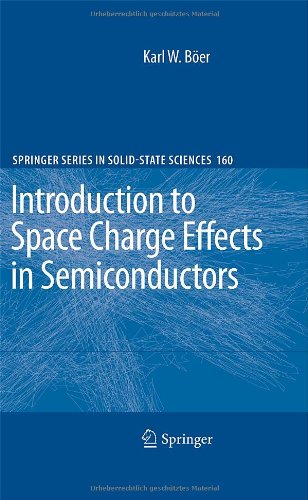 Urheberrechtlich geschütztes Material
Karl W. Böer
SPRINGER SERIES IN SOLID-STATE SCIENCES 160
Introduction to
Space Charge Effects
in Semiconductors
Springer
Urheberrechtlich geschütztes Material